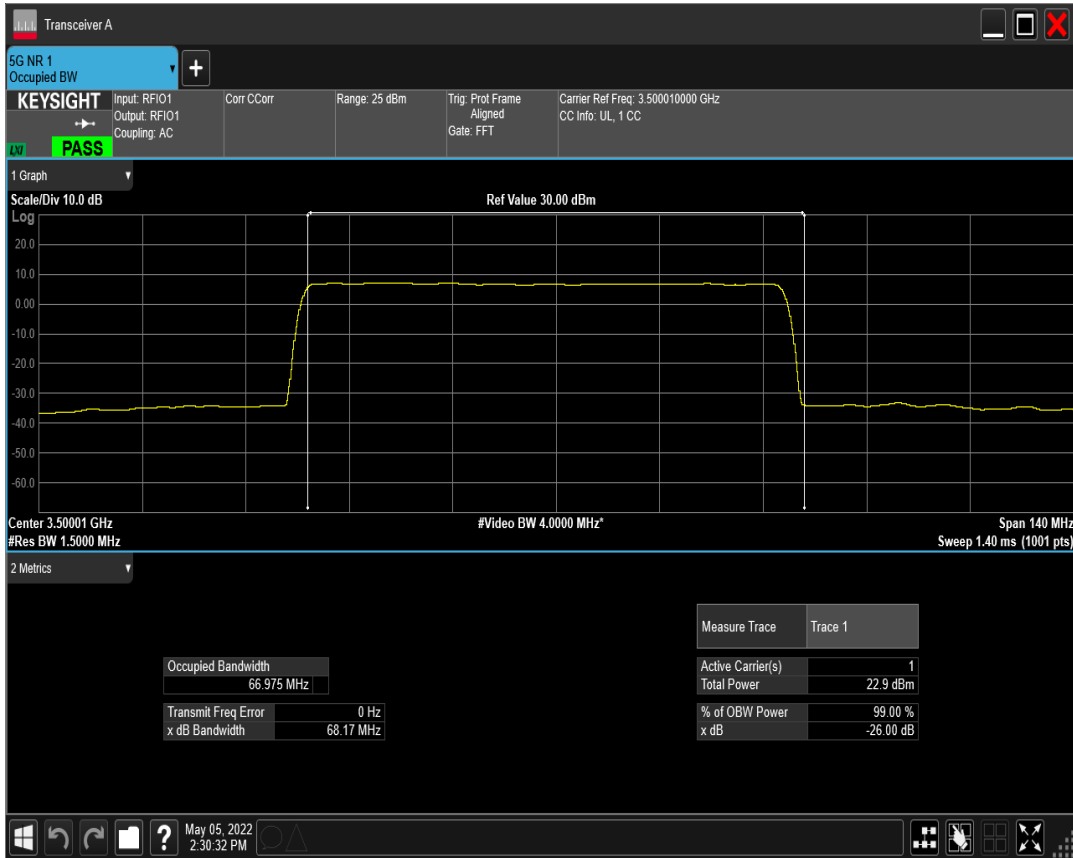 Transceiver A
5G NR 1
Occupied BW
+
KEYSIGHT
LXI
PASS
Input: RFIO1
Output: RFIO1
Coupling: AC
Corr CCorr
Range: 25 dBm
Trig: Prot Frame
Aligned
Gate: FFT
Carrier Ref Freq: 3.500010000 GHz
CC Info: UL, 1 CC
1 Graph
Scale/Div 10.0 dB
Ref Value 30.00 dBm
Log
20.0
10.0
0.00
-10.0
-20.0
-30.0
-40.0
-50.0
-60.0
Center 3.50001 GHz
#Video BW 4.0000 MHz*
Span 140 MHz
#Res BW 1.5000 MHz
Sweep 1.40 ms (1001 pts)
2 Metrics
Measure Trace Trace 1
Occupied Bandwidth
66.975 MHz
Active Carrier(s) 1
Total Power 22.9 dBm
Transmit Freq Error 0 Hz
x dB Bandwidth 68.17 MHz
% of OBW Power 99.00 %
x dB -26.00 dB
?
May 05, 2022
2:30:32 PM